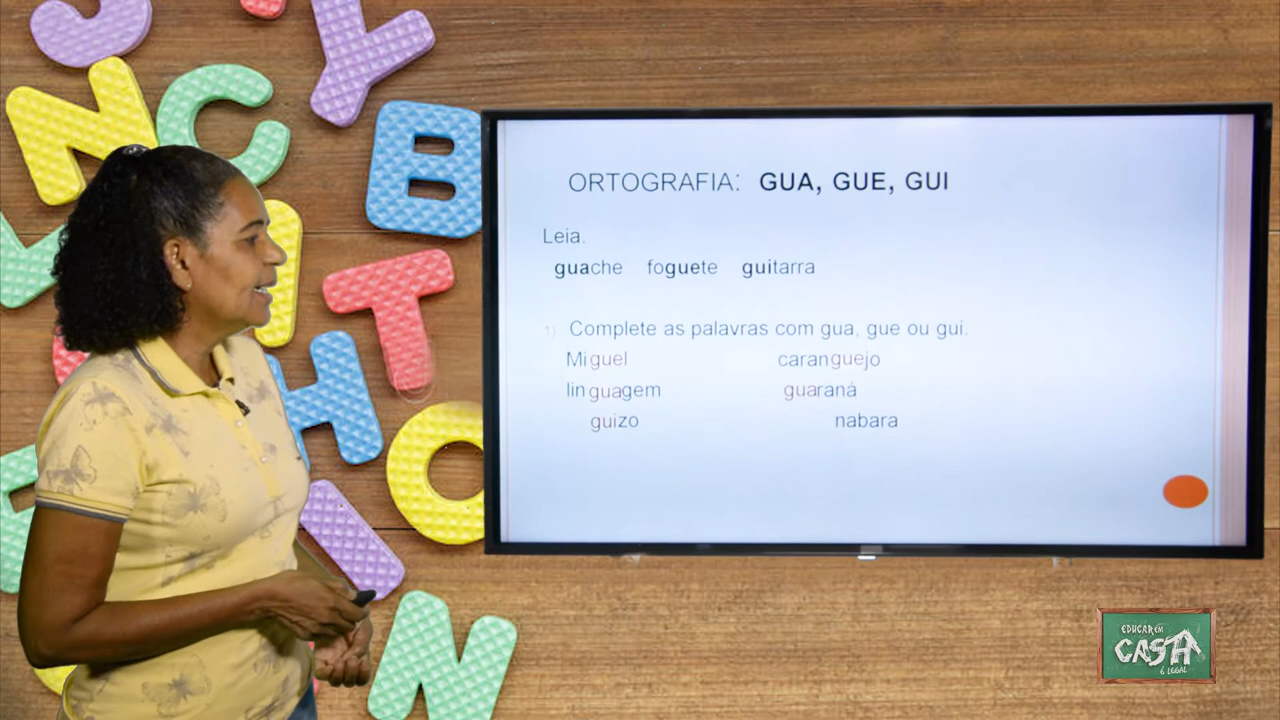 ORTOGRAFIA: GUA, GUE, GUI
Leia.
guache foguete guitarra
1) Complete as palavras com gua, gue ou gui.
Miguel caranguejo
linguagem guaraná
guizo nabara
EDUCAR EM
CASA
É LEGAL